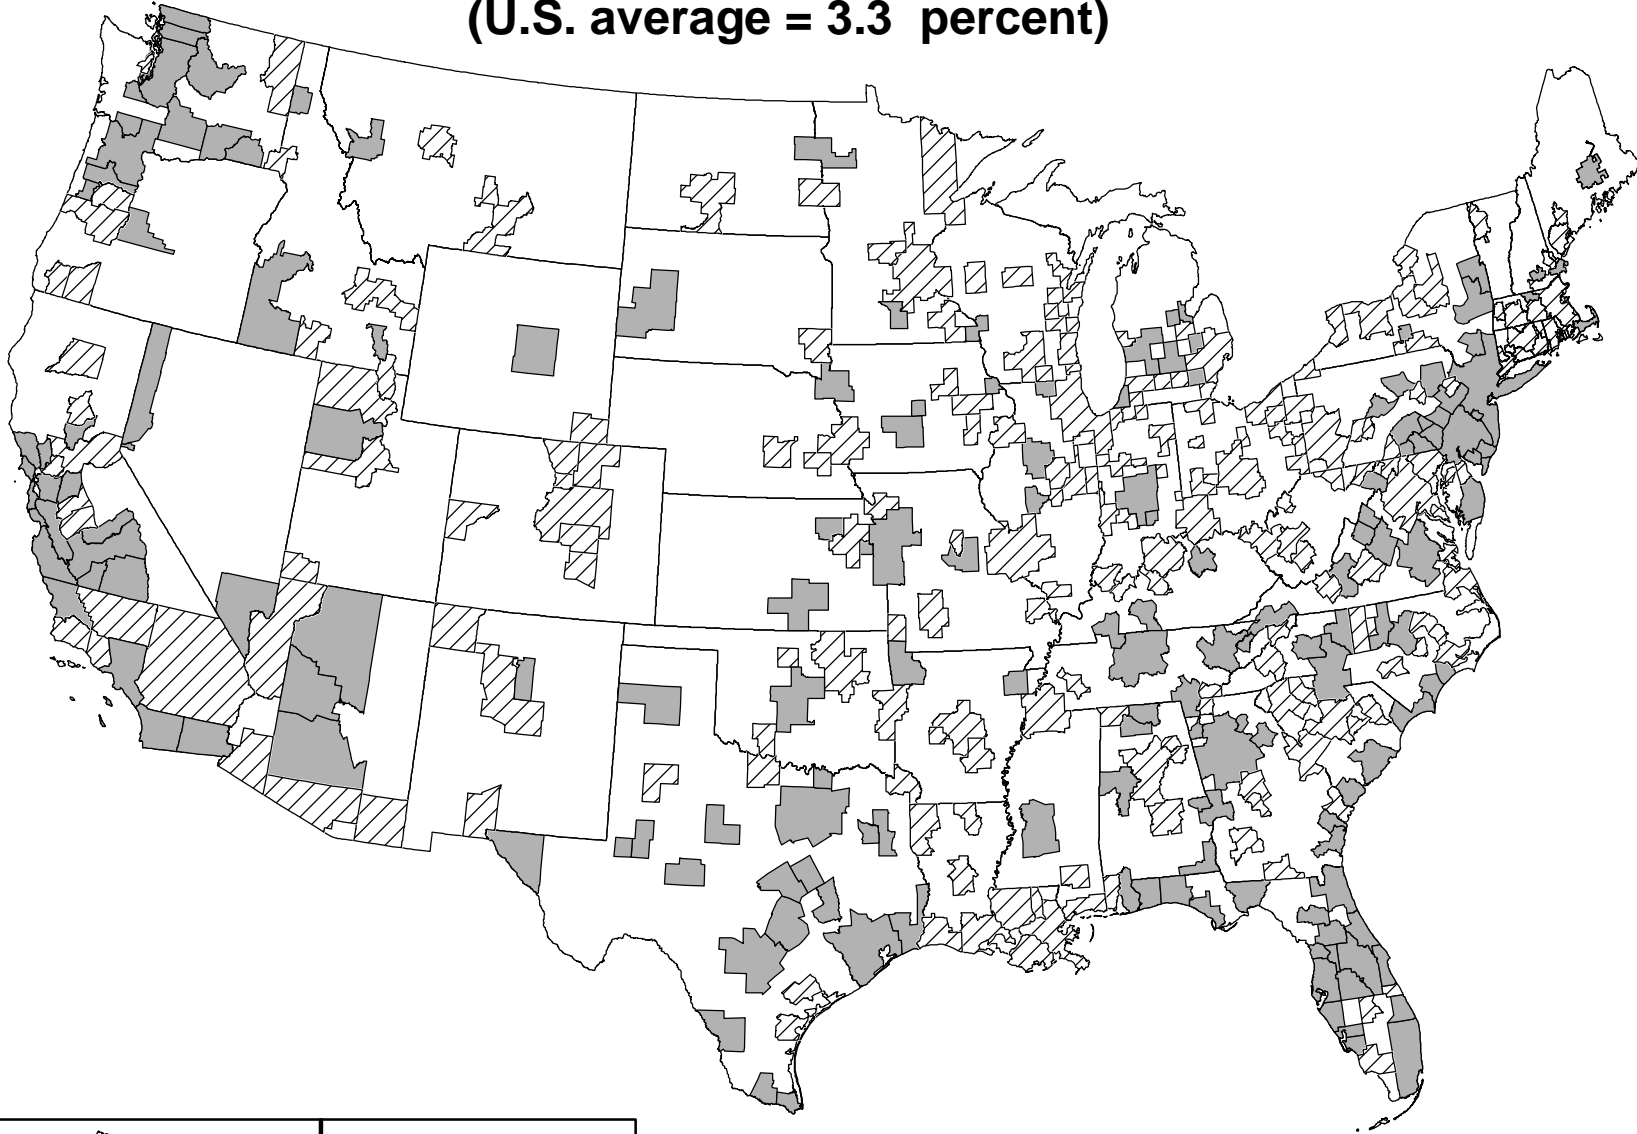 (U.S. average = 3.3 percent)